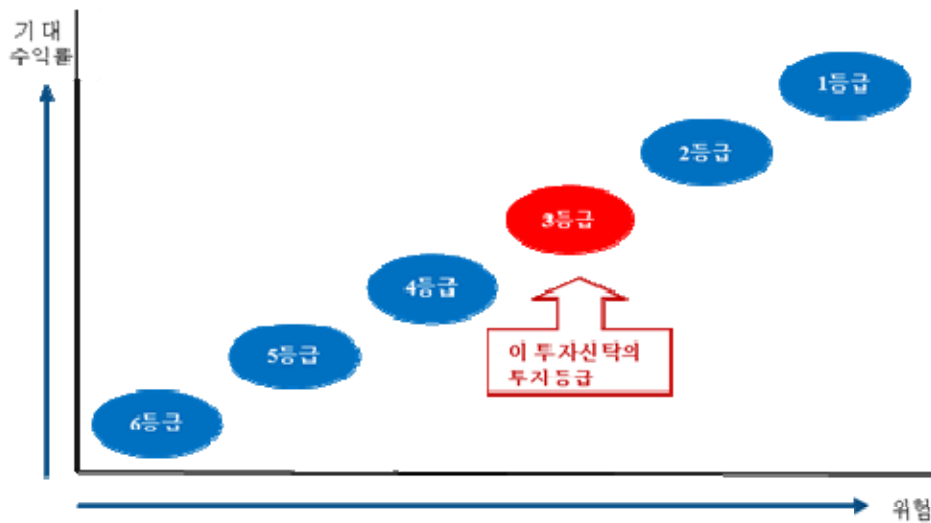 기 대
수익률
1등급
2등급
3등급
4등급
이 투자신탁의
투지 등급
5등급
6등급
위험